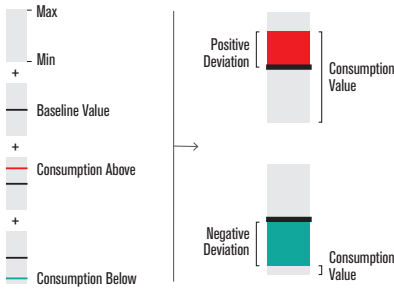 Max
Min
+
Baseline Value
+
Consumption Above
+
Consumption Below
Positive
Deviation
Consumption
Value
Negative
Deviation
Consumption
Value